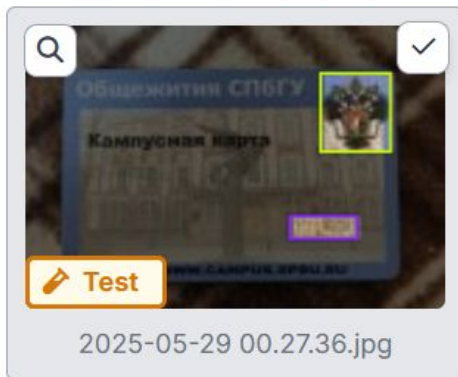 Общежития СПбГУ
Кампусная карта
WWW.CAMPUS.SPBU.RU
Test
2025-05-29 00.27.36.jpg